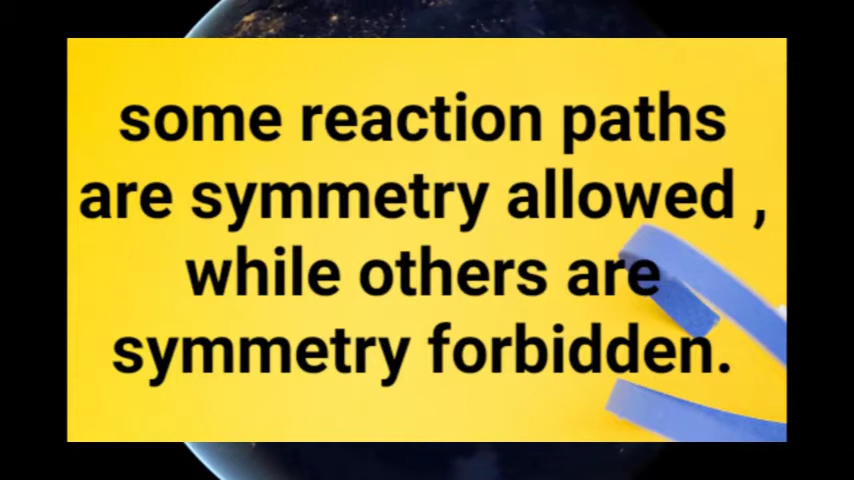 some reaction paths
are symmetry allowed ,
while others are
symmetry forbidden.